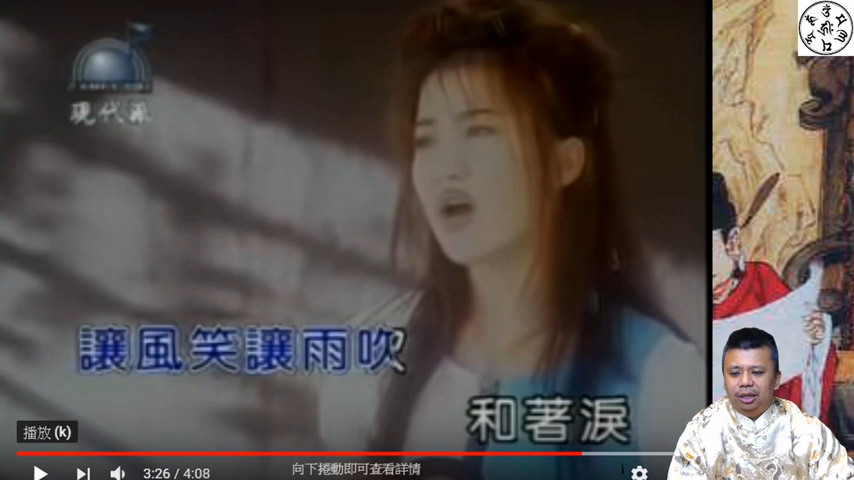 現代派
讓風笑讓雨吹
和著淚
播放 (k)
3:26 / 4:08
向下捲動即可查看詳情